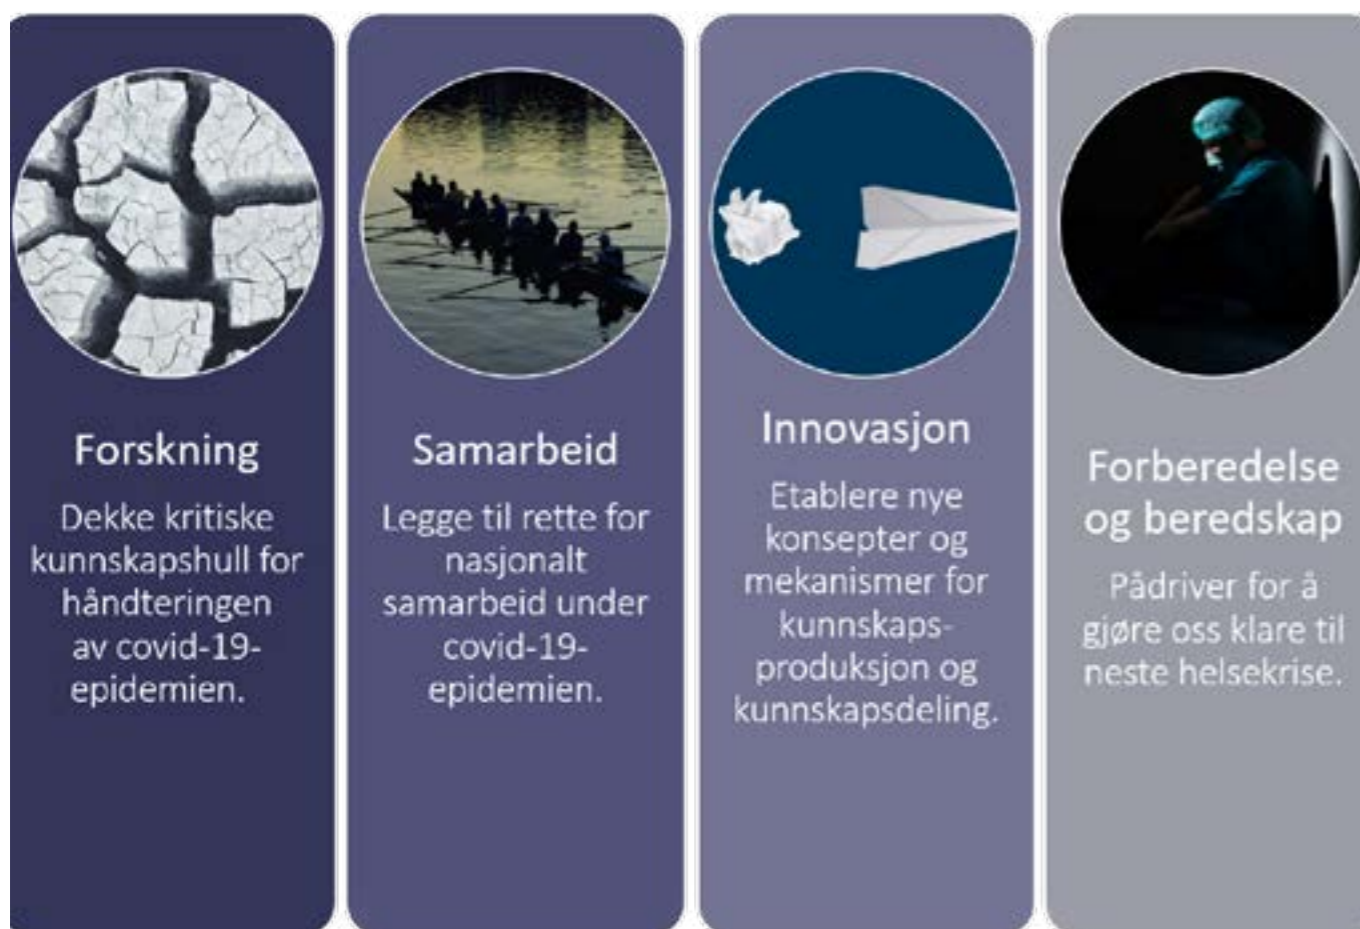 Forskning
Dekke kritiske
kunnskapshull for
håndteringen
av covid-19-
epidemien.
Samarbeid
Legge til rette for
nasjonalt
samarbeid under
covid-19-
epidemien.
Innovasjon
Etablere nye
konsepter og
mekanismer for
kunnskaps-
produksjon og
kunnskapsdeling.
Forberedelse
og beredskap
Pådriver for å
gjøre oss klare til
neste helsekrise.